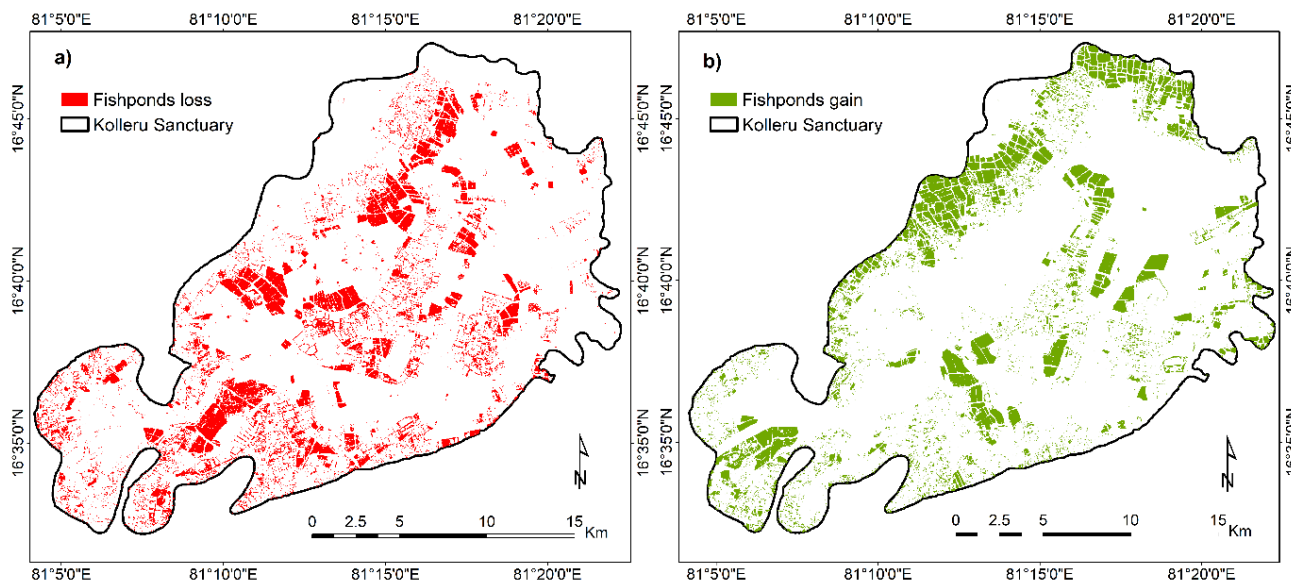 81°5'0"E 81°10'0"E 81°15'0"E 81°20'0"E
a)
Fishponds loss
Kolleru Sanctuary
16°45'0"N
16°40'0"N
16°35'0"N
N
0 2.5 5 10 15
Km
81°5'0"E 81°10'0"E 81°15'0"E 81°20'0"E
81°5'0"E 81°10'0"E 81°15'0"E 81°20'0"E
b)
Fishponds gain
Kolleru Sanctuary
16°45'0"N 16°45'0"N
16°40'0"N 16°40'0"N
16°35'0"N 16°35'0"N
N
0 2.5 5 10 15
Km
81°5'0"E 81°10'0"E 81°15'0"E 81°20'0"E